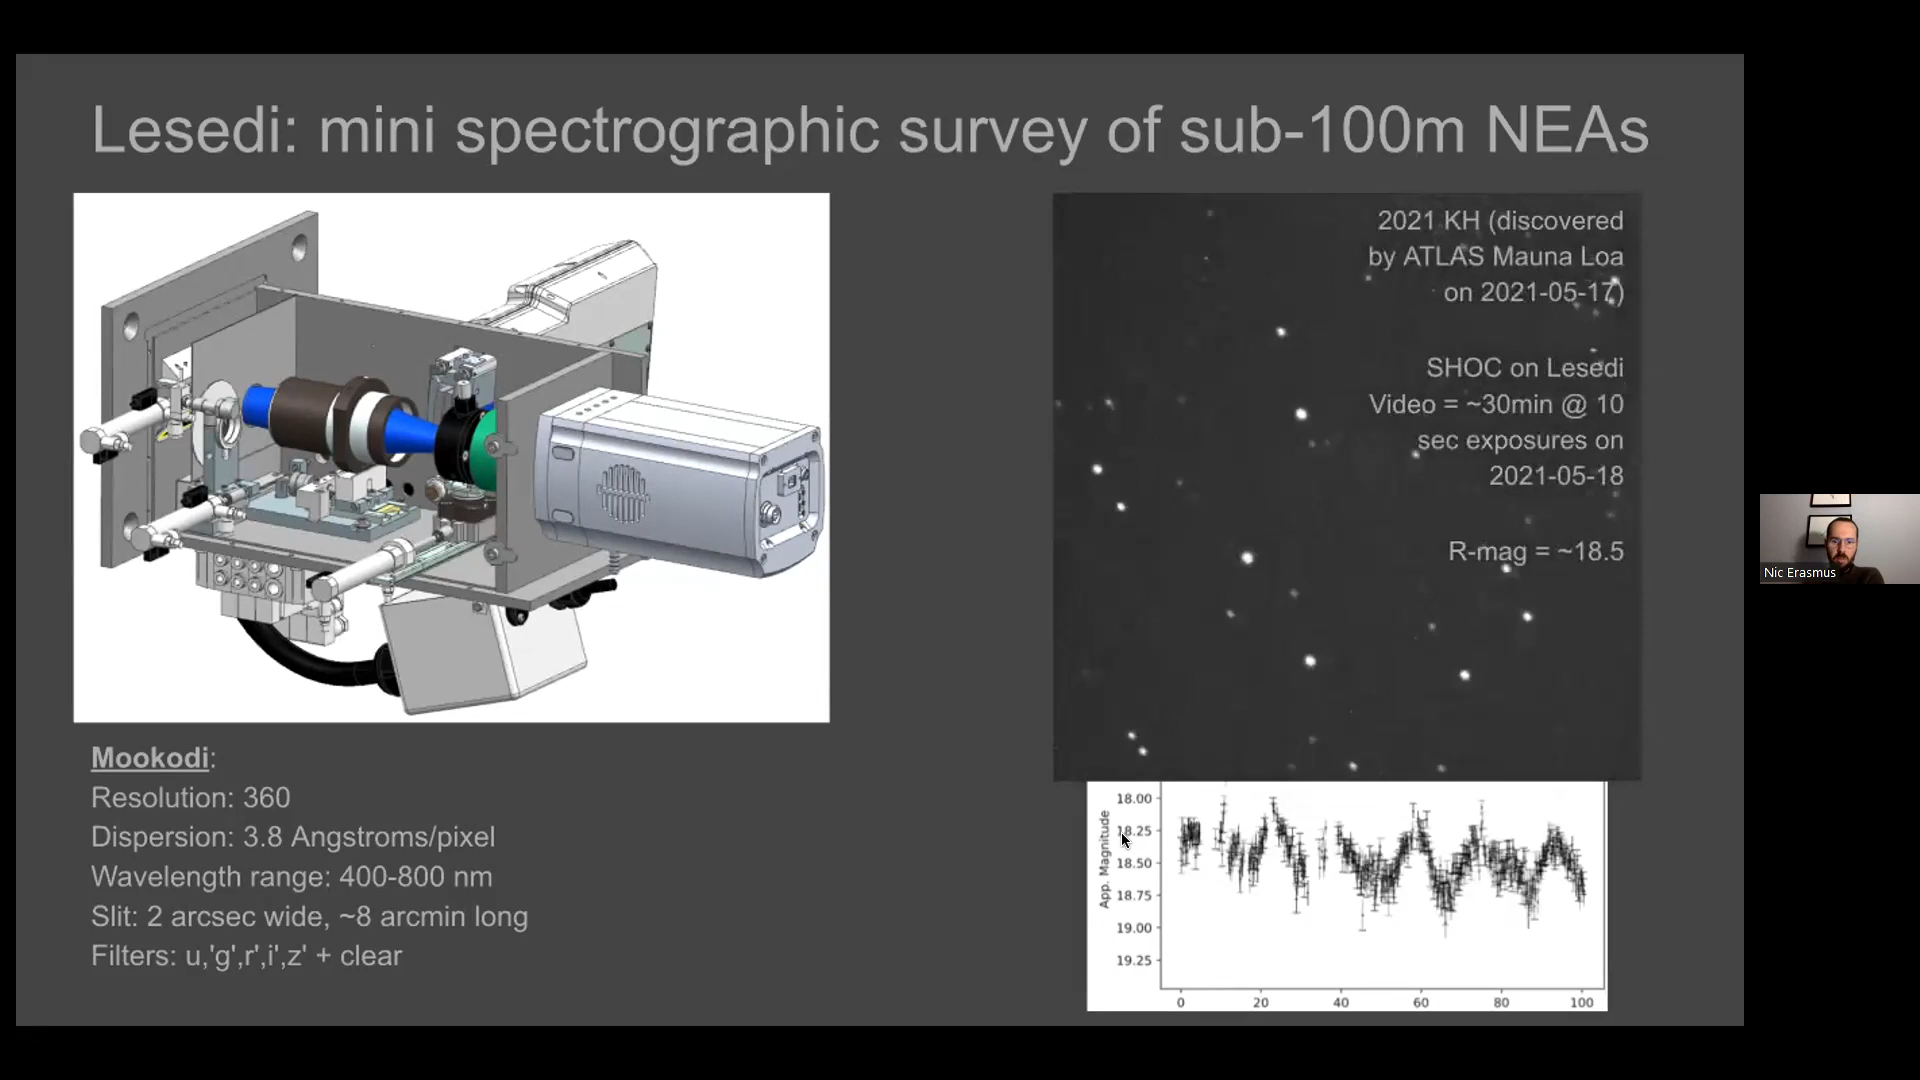 Lesedi: mini spectrographic survey of sub-100m NEAs
2021 KH (discovered
by ATLAS Mauna Loa
on 2021-05-17)
SHOC on Lesedi
Video = ~30min @ 10
sec exposures on
2021-05-18
R-mag = ~18.5
Mookodi:
Resolution: 360
Dispersion: 3.8 Angstroms/pixel
Wavelength range: 400-800 nm
Slit: 2 arcsec wide, ~8 arcmin long
Filters: u,'g',r',i',z' + clear
App. Magnitude
18.00
18.25
18.50
18.75
19.00
19.25
0 20 40 60 80 100
Nic Erasmus